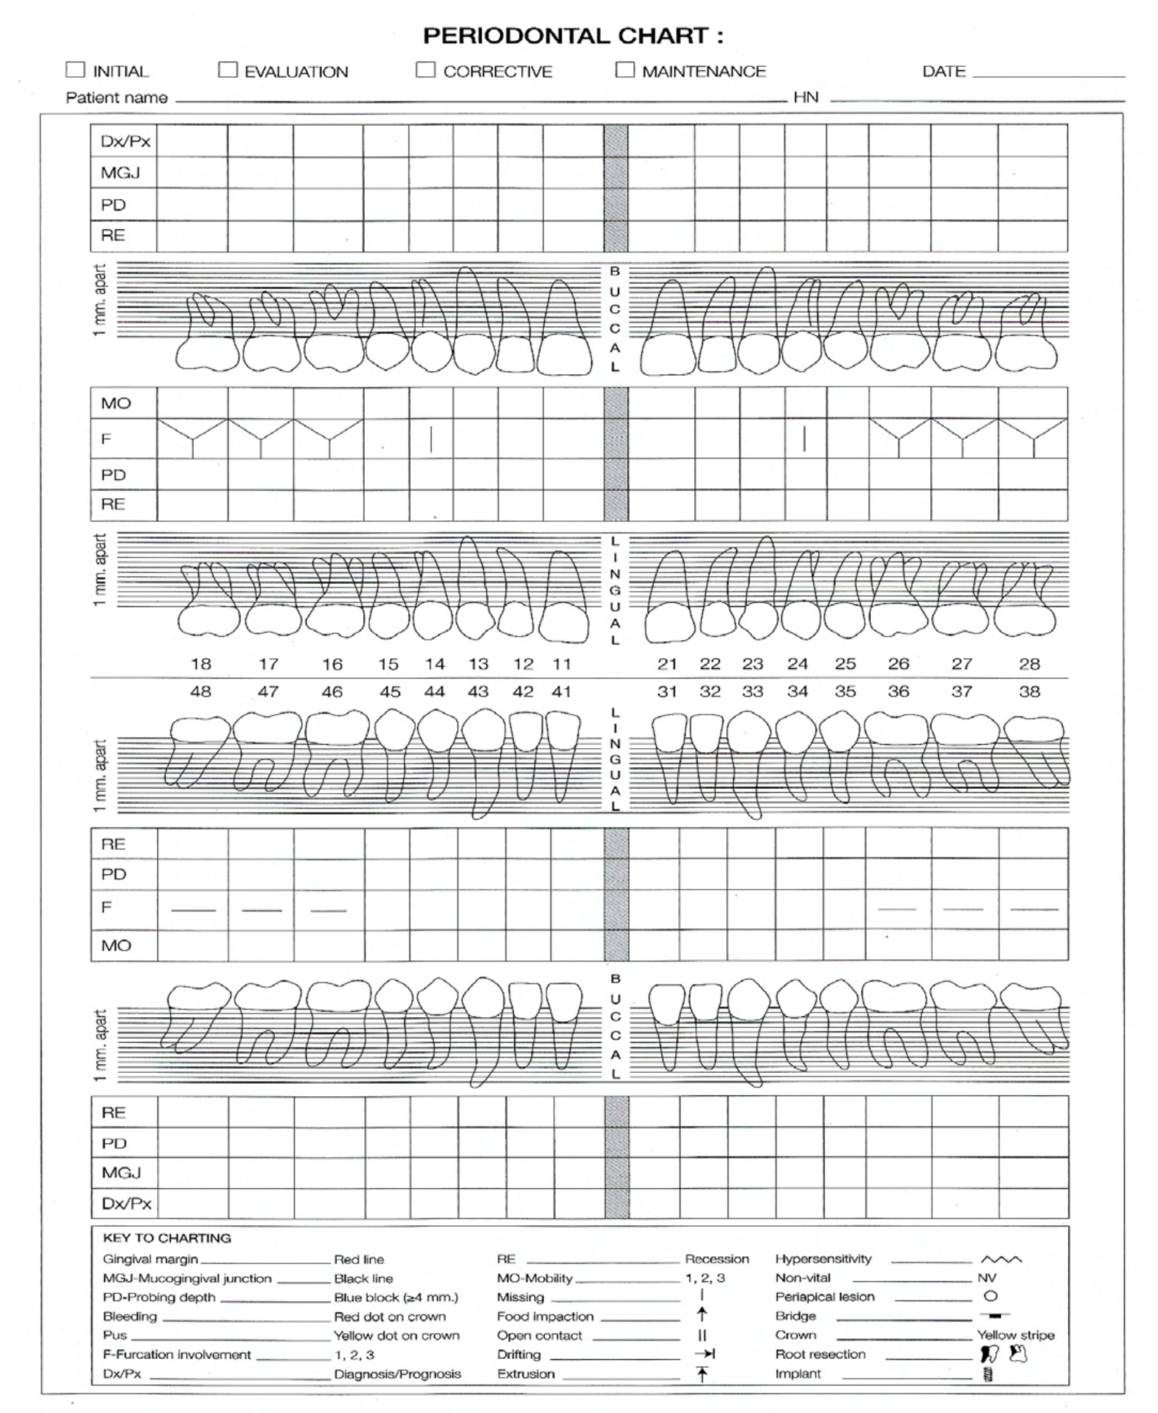 PERIODONTAL CHART :
INITIAL EVALUATION CORRECTIVE MAINTENANCE DATE
Patient name HN
Dx/Px
MGJ
PD
RE
1 mm. apart
BUCCAL
MO
F
PD
RE
1 mm. apart
LINGUAL
18 17 16 15 14 13 12 11 21 22 23 24 25 26 27 28
48 47 46 45 44 43 42 41 31 32 33 34 35 36 37 38
1 mm. apart
LINGUAL
RE
PD
F
MO
1 mm. apart
BUCCAL
RE
PD
MGJ
Dx/Px
KEY TO CHARTING
Gingival margin Red line RE Recession Hypersensitivity
MGJ-Mucogingival junction Black line MO-Mobility 1, 2, 3 Non-vital NV
PD-Probing depth Blue block (≥4 mm.) Missing Periapical lesion
Bleeding Red dot on crown Food impaction Bridge
Pus Yellow dot on crown Open contact Crown Yellow stripe
F-Furcation involvement 1, 2, 3 Drifting Root resection
Dx/Px Diagnosis/Prognosis Extrusion Implant